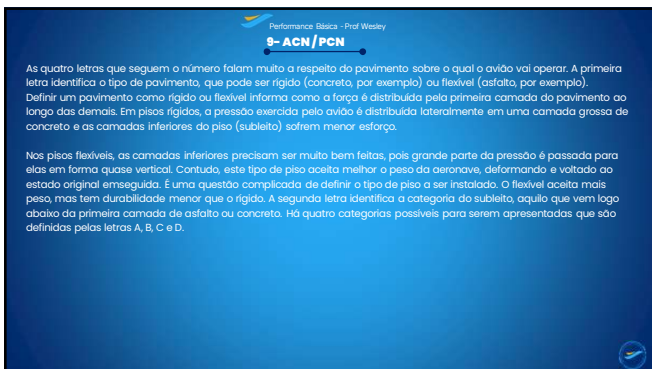 Performance Básica - Prof Wesley
9- ACN / PCN
As quatro letras que seguem o número falam muito a respeito do pavimento sobre o qual o avião vai operar. A primeira
letra identifica o tipo de pavimento, que pode ser rígido (concreto, por exemplo) ou flexível (asfalto, por exemplo).
Definir um pavimento como rígido ou flexível informa como a força é distribuída pela primeira camada do pavimento ao
longo das demais. Em pisos rígidos, a pressão exercida pelo avião é distribuída lateralmente em uma camada grossa de
concreto e as camadas inferiores do piso (subleito) sofrem menor esforço.
Nos pisos flexíveis, as camadas inferiores precisam ser muito bem feitas, pois grande parte da pressão é passada para
elas em forma quase vertical. Contudo, este tipo de piso aceita melhor o peso da aeronave, deformando e voltado ao
estado original emseguida. É uma questão complicada de definir o tipo de piso a ser instalado. O flexível aceita mais
peso, mas tem durabilidade menor que o rígido. A segunda letra identifica a categoria do subleito, aquilo que vem logo
abaixo da primeira camada de asfalto ou concreto. Há quatro categorias possíveis para serem apresentadas que são
definidas pelas letras A, B, C e D.